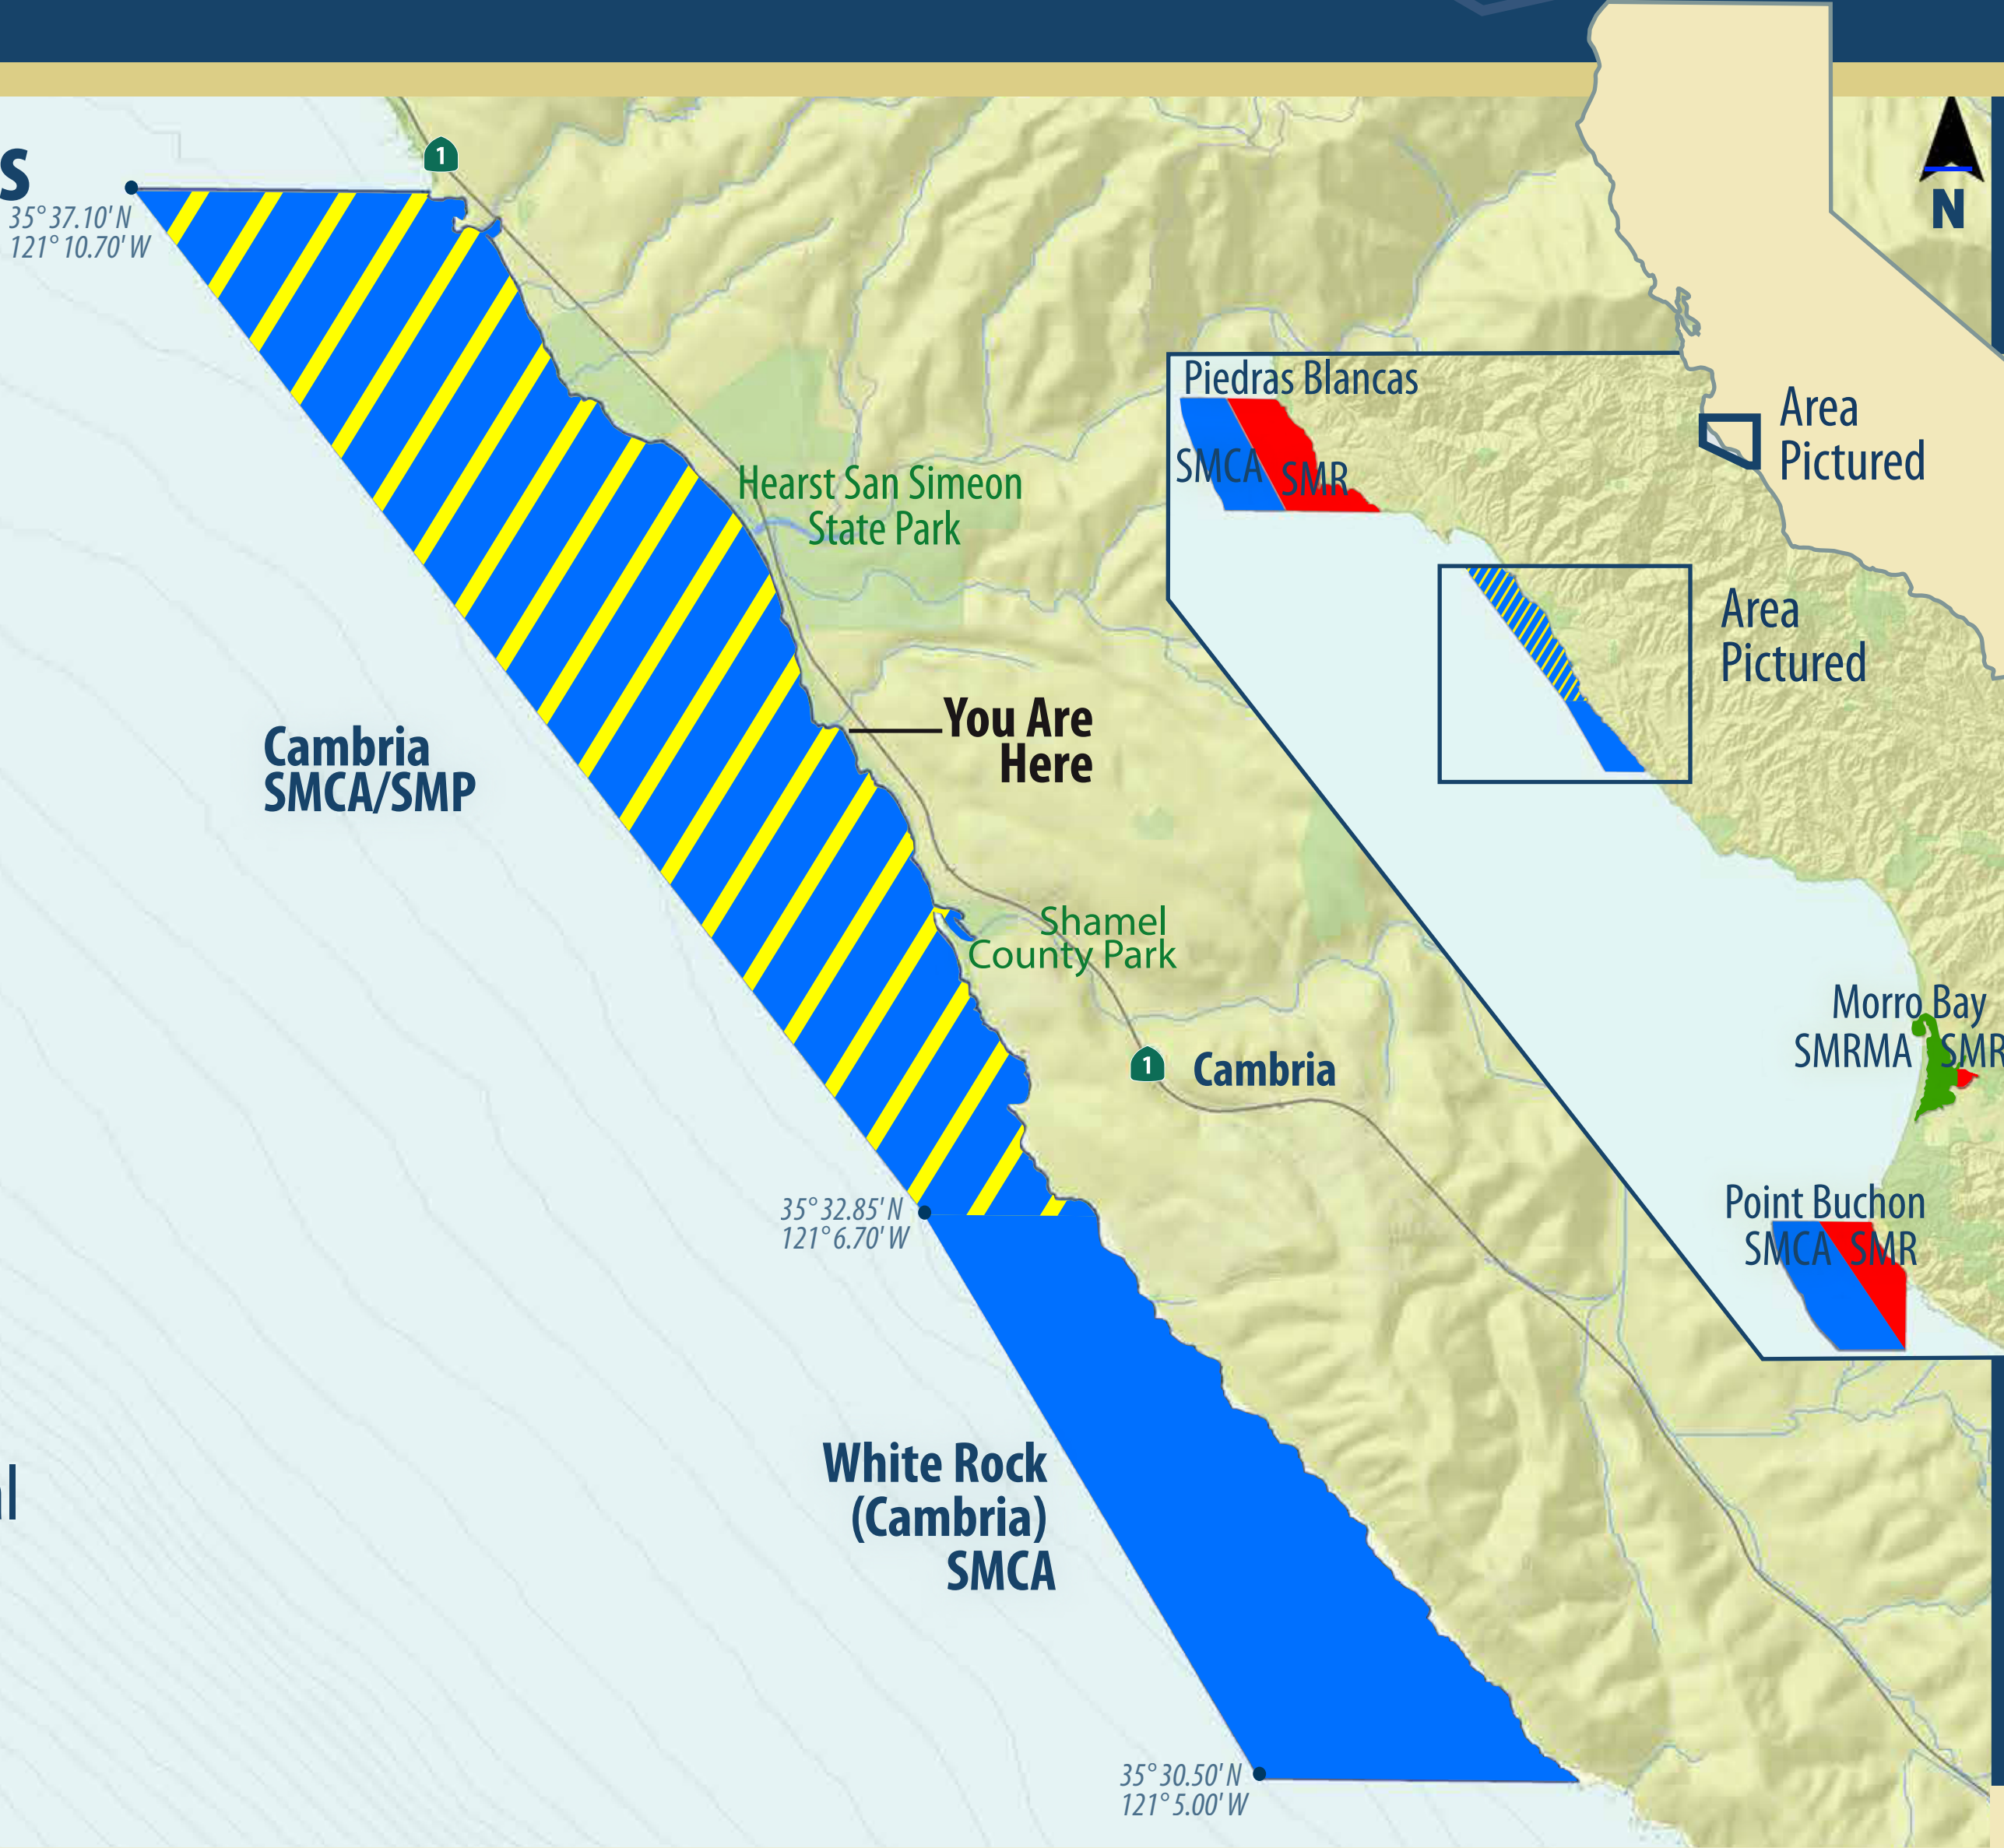 s
35° 37.10' N
121° 10.70' W
1
N
Piedras Blancas
SMCA
SMR
Area
Pictured
Hearst San Simeon
State Park
Area
Pictured
You Are
Here
Cambria
SMCA/SMP
Shamel
County Park
Morro Bay
SMRMA SMR
1
Cambria
35° 32.85' N
121° 6.70' W
Point Buchon
SMCA SMR
White Rock
(Cambria)
SMCA
al
35° 30.50' N
121° 5.00' W